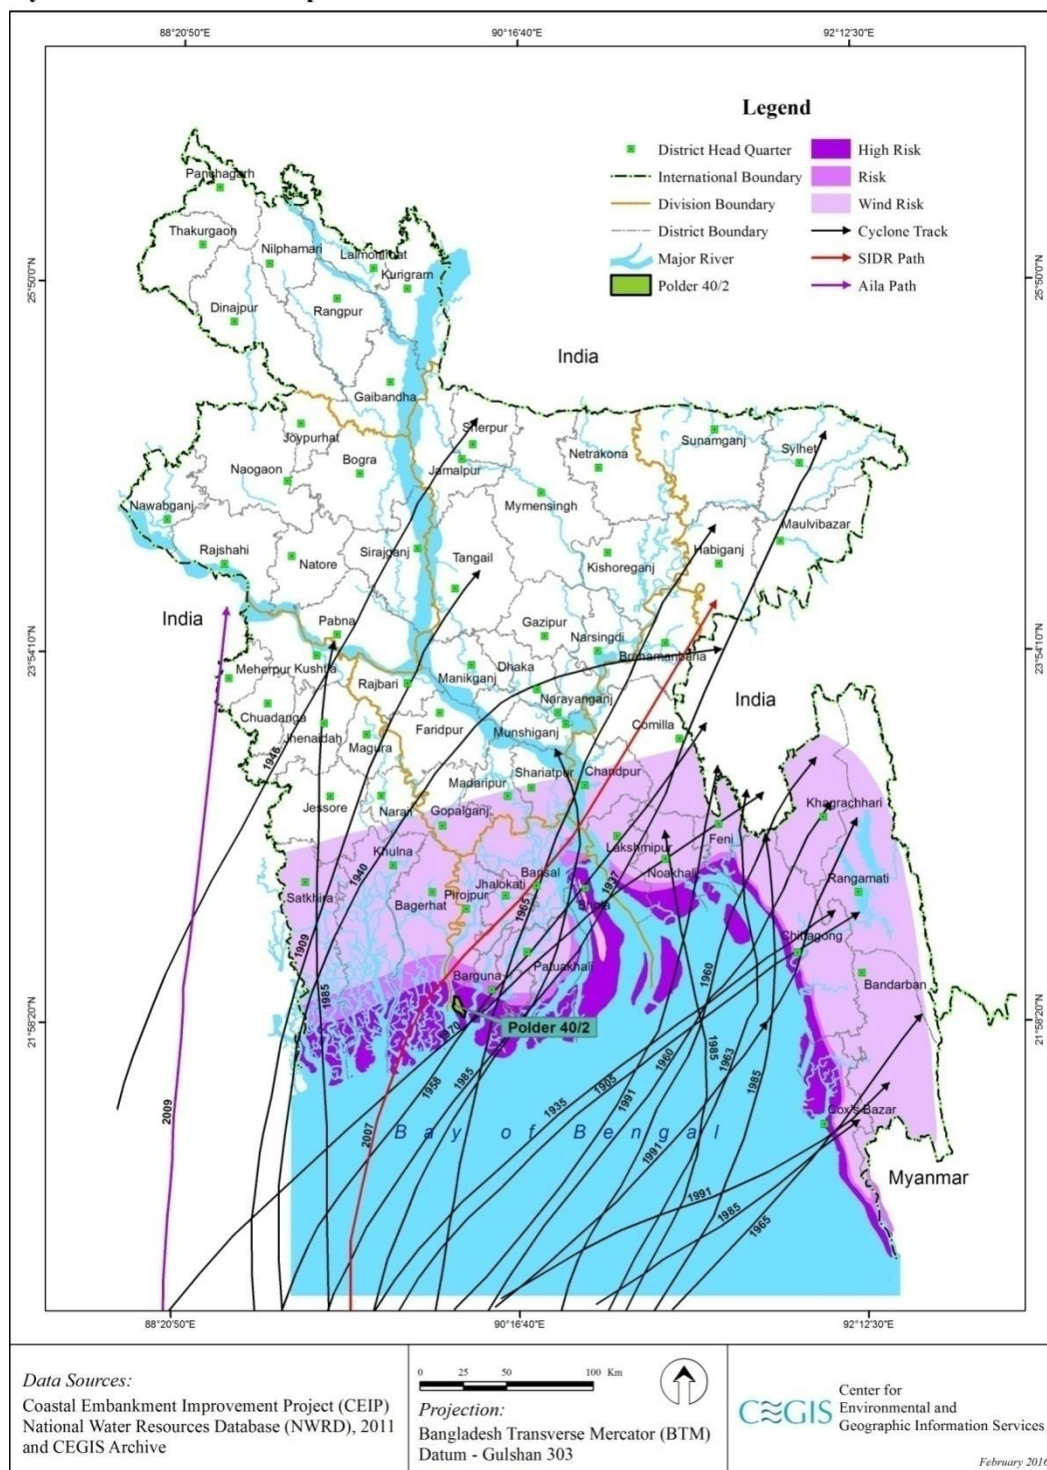 88°20'50"E
90°16'40"E
92°12'30"E
Legend
District Head Quarter
International Boundary
Division Boundary
District Boundary
Major River
Polder 40/2
High Risk
Risk
Wind Risk
Cyclone Track
SIDR Path
Aila Path
25°50'0"N
25°50'0"N
Panchagarh
Thakurgaon
Nilphamari
Lalmonirhat
Kurigram
Dinajpur
Rangpur
India
Gaibandha
Joypurhat
Sherpur
Sunamganj
Sylhet
Naogaon
Bogra
Jamalpur
Netrakona
Nawabganj
Mymensingh
Maulvibazar
Rajshahi
Natore
Sirajganj
Tangail
Kishoreganj
Habiganj
India
Pabna
Gazipur
Narsingdi
23°54'10"N
23°54'10"N
Meherpur
Kushtia
Brahamanbaria
Rajbari
Manikganj
Dhaka
India
Chuadanga
Narayanganj
Jhenaidah
Magura
Faridpur
Munshiganj
Comilla
1946
Shariatpur
Chandpur
Madaripur
Jessore
Narail
Gopalganj
Khagrachhari
Feni
Lakshmipur
Khulna
1940
Noakhali
Satkhira
Bagerhat
Pirojpur
Jhalokati
Barisal
Bhola
1937
Rangamati
1965
1909
Chittagong
Patuakhali
Barguna
1985
1960
Bandarban
21°58'20"N
21°58'20"N
Polder 40/2
1970
1958
1985
1935
1905
1991
1960
1985
1963
1985
2009
2007
Bay of Bengal
1991
Cox's Bazar
Myanmar
1991
1985
1965
88°20'50"E
90°16'40"E
92°12'30"E
Data Sources:
Coastal Embankment Improvement Project (CEIP)
National Water Resources Database (NWRD), 2011
and CEGIS Archive
0 25 50 100 Km
Projection:
Bangladesh Transverse Mercator (BTM)
Datum - Gulshan 303
CEGIS
Center for
Environmental and
Geographic Information Services
February 2016